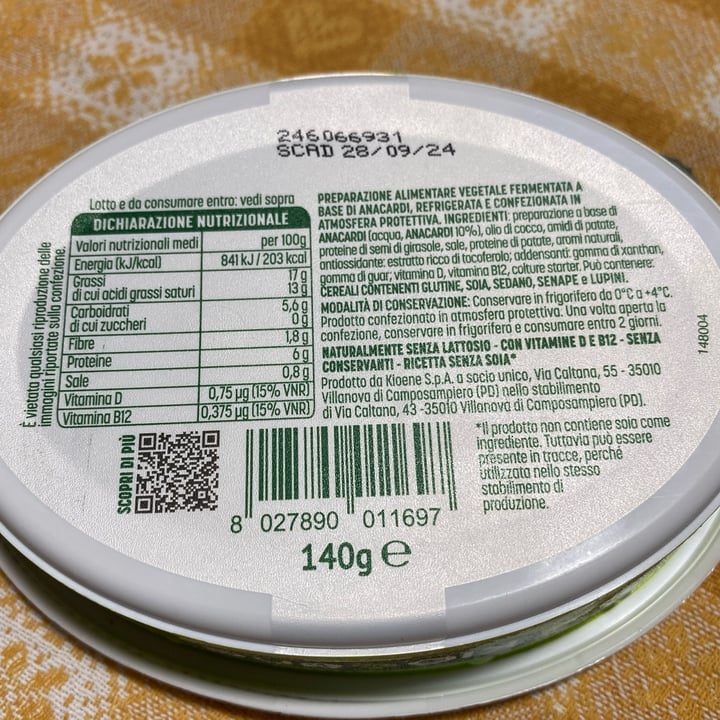 246066931
SCAD 28/09/24
Lotto e da consumare entro: vedi sopra
DICHIARAZIONE NUTRIZIONALE
Valori nutrizionali medi per 100g
Energia (kJ/kcal) 841 kJ / 203 kcal
Grassi 17 g
di cui acidi grassi saturi 13 g
Carboidrati 5,6 g
di cui zuccheri 0 g
Fibre 1,8 g
Proteine 6 g
Sale 0,8 g
Vitamina D 0,75 µg (15% VNR)
Vitamina B12 0,375 µg (15% VNR)
È vietata qualsiasi riproduzione delle
immagini riportate sulla confezione.
PREPARAZIONE ALIMENTARE VEGETALE FERMENTATA A
BASE DI ANACARDI, REFRIGERATA E CONFEZIONATA IN
ATMOSFERA PROTETTIVA. INGREDIENTI: preparazione a base di
ANACARDI (acqua, ANACARDI 10%), olio di cocco, amidi di patate,
proteine di semi di girasole, sale, proteine di patate, aromi naturali,
antiossidante: estratto ricco di tocoferolo; addensanti: gomma di xanthan,
gomma di guar; vitamina D, vitamina B12, colture starter. Può contenere:
CEREALI CONTENENTI GLUTINE, SOIA, SEDANO, SENAPE e LUPINI.
MODALITÀ DI CONSERVAZIONE: Conservare in frigorifero da 0°C a +4°C.
Prodotto confezionato in atmosfera protettiva. Una volta aperta la
confezione, conservare in frigorifero e consumare entro 2 giorni.
NATURALMENTE SENZA LATTOSIO - CON VITAMINE D E B12 - SENZA
CONSERVANTI - RICETTA SENZA SOIA*
Prodotto da Kioene S.p.A. a socio unico, Via Caltana, 55 - 35010
Villanova di Camposampiero (PD) nello stabilimento
di Via Caltana, 43 -35010 Villanova di Camposampiero (PD).
148004
*Il prodotto non contiene soia come
ingrediente. Tuttavia può essere
presente in tracce, perché
utilizzata nello stesso
stabilimento di
produzione.
SCOPRI DI PIÙ
8 027890 011697
140g e